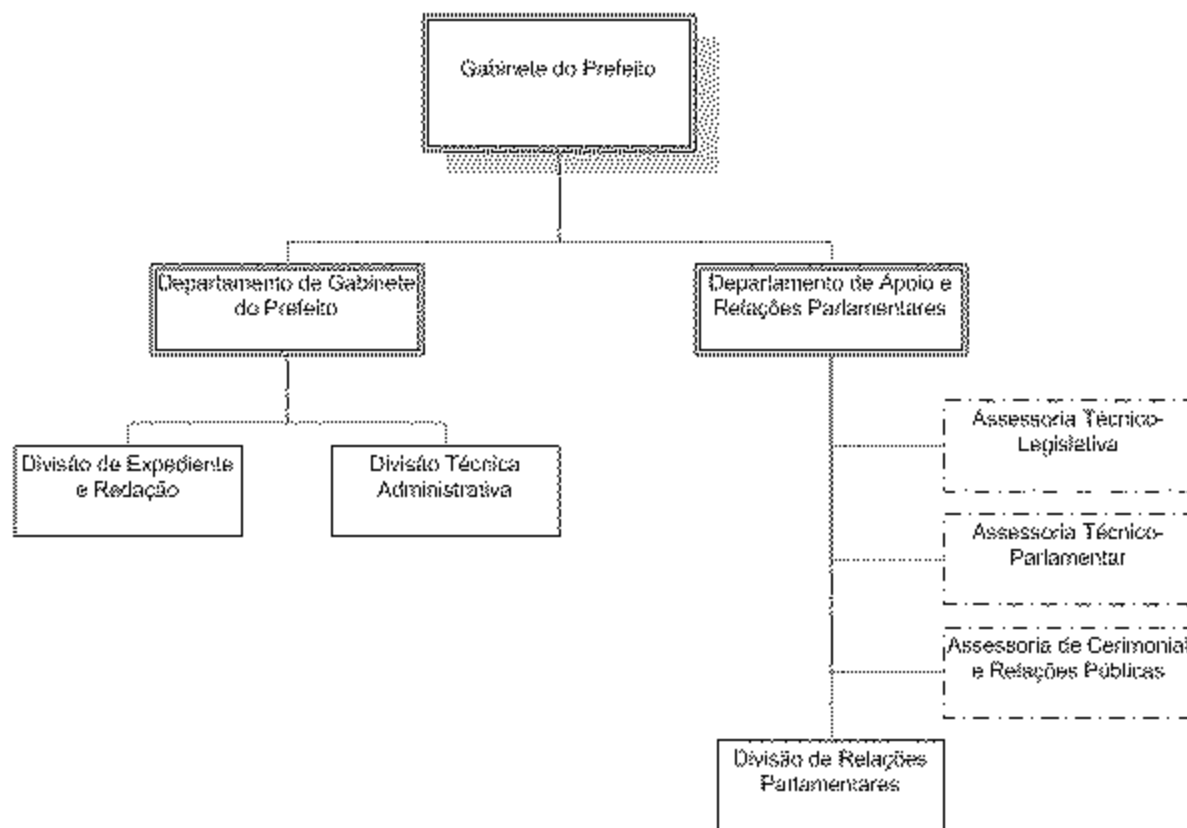 Gabinete do Prefeito
Departamento de Gabinete
do Prefeito
Departamento de Apoio e
Relações Parlamentares
Divisão de Expediente
e Redação
Divisão Técnica
Administrativa
Assessoria Técnico-
Legislativa
Assessoria Técnico-
Parlamentar
Assessoria de Cerimonial
e Relações Públicas
Divisão de Relações
Parlamentares